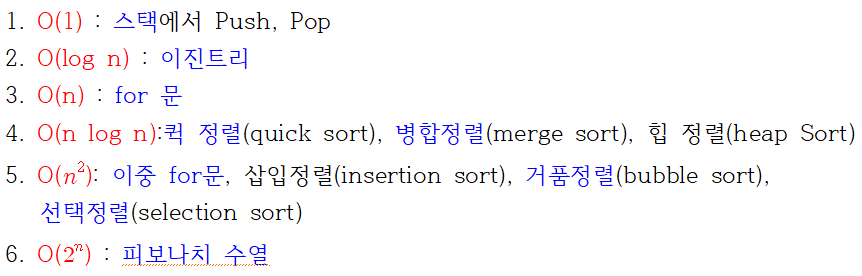 1. O(1) : 스택에서 Push, Pop
2. O(log n) : 이진트리
3. O(n) : for 문
4. O(n log n):퀵 정렬(quick sort), 병합정렬(merge sort), 힙 정렬(heap Sort)
5. O(n²): 이중 for문, 삽입정렬(insertion sort), 거품정렬(bubble sort),
선택정렬(selection sort)
6. O(2ⁿ) : 피보나치 수열